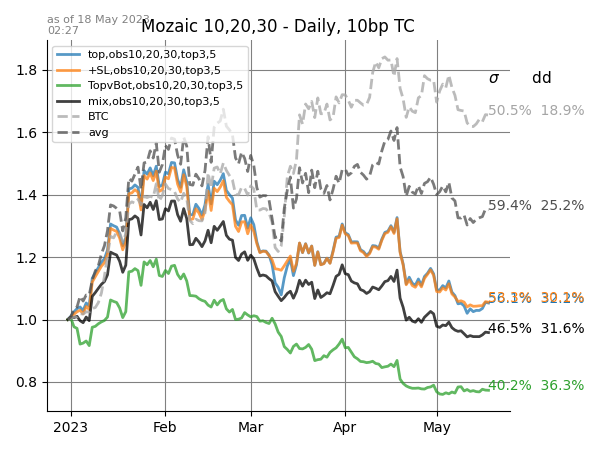 as of 18 May 2023
02:27
Mozaic 10,20,30 - Daily, 10bp TC
top,obs10,20,30,top3,5
+SL,obs10,20,30,top3,5
TopvBot,obs10,20,30,top3,5
mix,obs10,20,30,top3,5
BTC
avg
σ dd
50.5% 18.9%
59.4% 25.2%
46.5% 31.6%
40.2% 36.3%
1.8
1.6
1.4
1.2
1.0
0.8
2023 Feb Mar Apr May